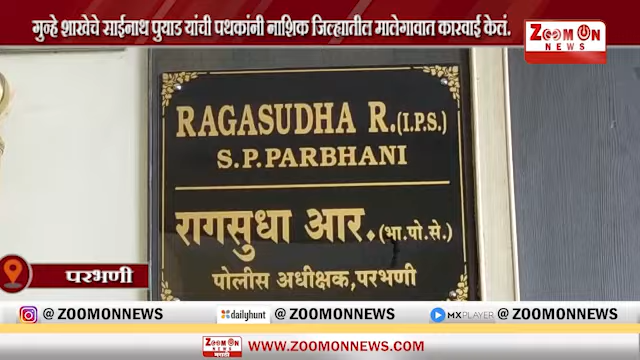 गुन्हे शाखेचे साईनाथ पुयाड यांची पथकांनी नाशिक जिल्ह्यातील मालेगावात कारवाई केलं.
ZOOM ON
NEWS
RAGASUDHA R.(I.P.S.)
S.P.PARBHANI
रागसुधा आर.(भा.पो.से.)
पोलीस अधीक्षक,परभणी
परभणी
@ ZOOMONNEWS
dailyhunt
@ ZOOMONNEWS
MXPLAYER
@ ZOOMONNEWS
ZOOM ON
मराठी
WWW.ZOOMONNEWS.COM